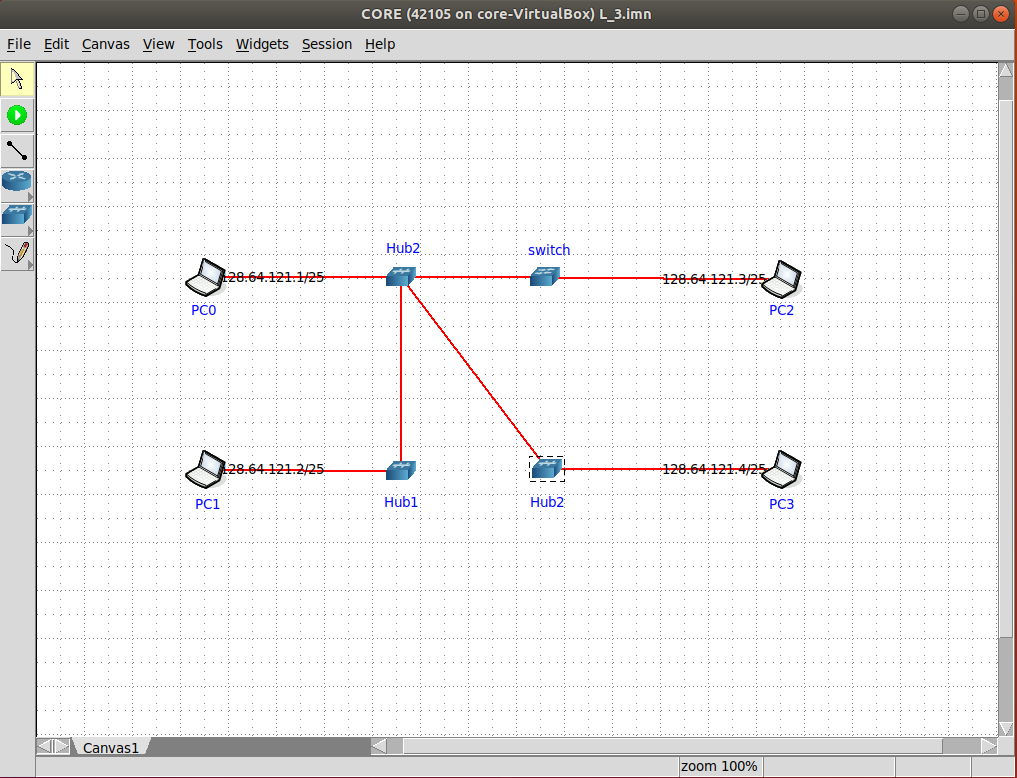 CORE (42105 on core-VirtualBox) L_3.imn
File Edit Canvas View Tools Widgets Session Help
Hub2
switch
128.64.121.1/25
128.64.121.3/25
PC0
PC2
128.64.121.2/25
128.64.121.4/25
PC1
Hub1
Hub2
PC3
Canvas1
zoom 100%